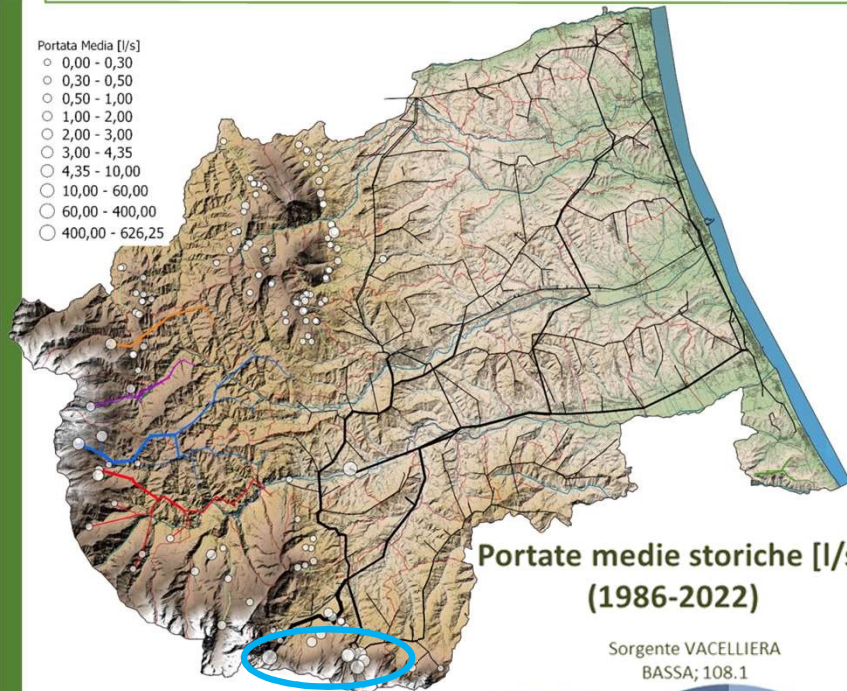 Portata Media [l/s]
0,00 - 0,30
0,30 - 0,50
0,50 - 1,00
1,00 - 2,00
2,00 - 3,00
3,00 - 4,35
4,35 - 10,00
10,00 - 60,00
60,00 - 400,00
400,00 - 626,25
Portate medie storiche [l/s
(1986-2022)
Sorgente VACELLIERA
BASSA; 108.1